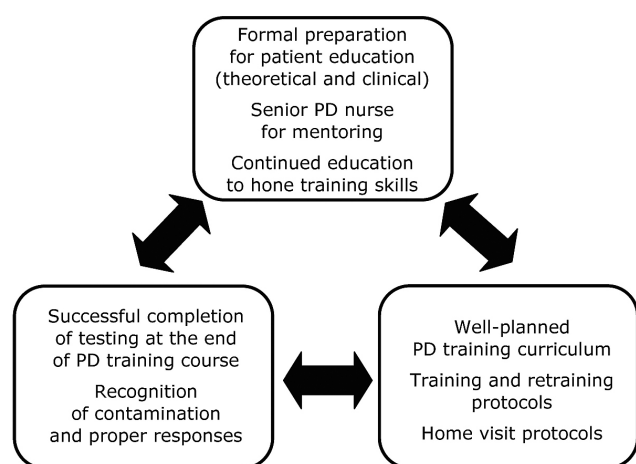 Formal preparation
for patient education
(theoretical and clinical)
Senior PD nurse
for mentoring
Continued education
to hone training skills
Successful completion
of testing at the end
of PD training course
Recognition
of contamination
and proper responses
Well-planned
PD training curriculum
Training and retraining
protocols
Home visit protocols